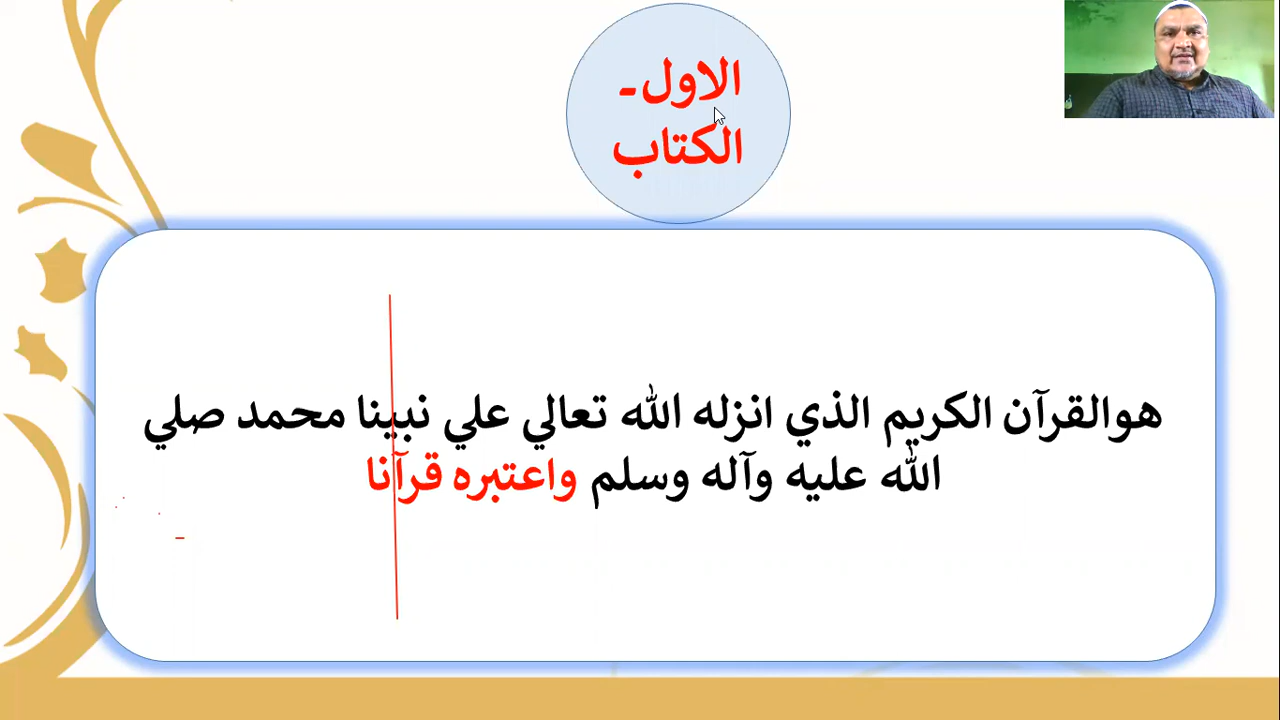 الاول-
الكتاب
هوالقرآن الكريم الذي انزله الله تعالي علي نبينا محمد صلي
الله عليه وآله وسلم واعتبره قرآنا